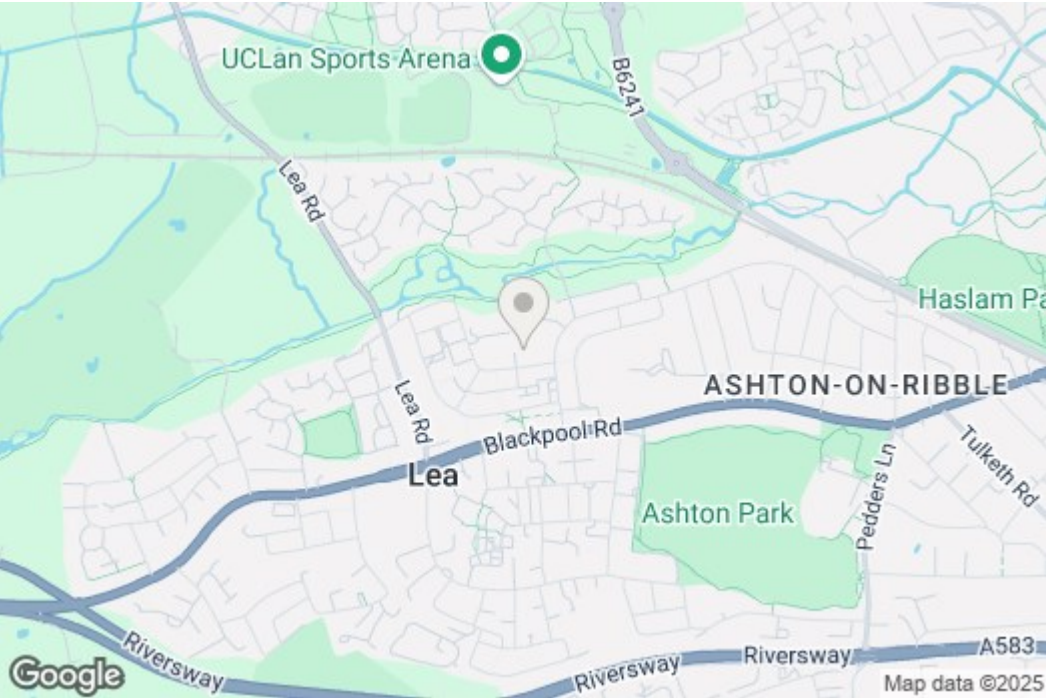 UCLan Sports Arena
B6241
Lea Rd
Haslam Pa
ASHTON-ON-RIBBLE
Lea Rd
Blackpool Rd
Lea
Tulketh Rd
Pedders Ln
Ashton Park
Riversway
Riversway
Riversway
A583
Google
Map data ©2025